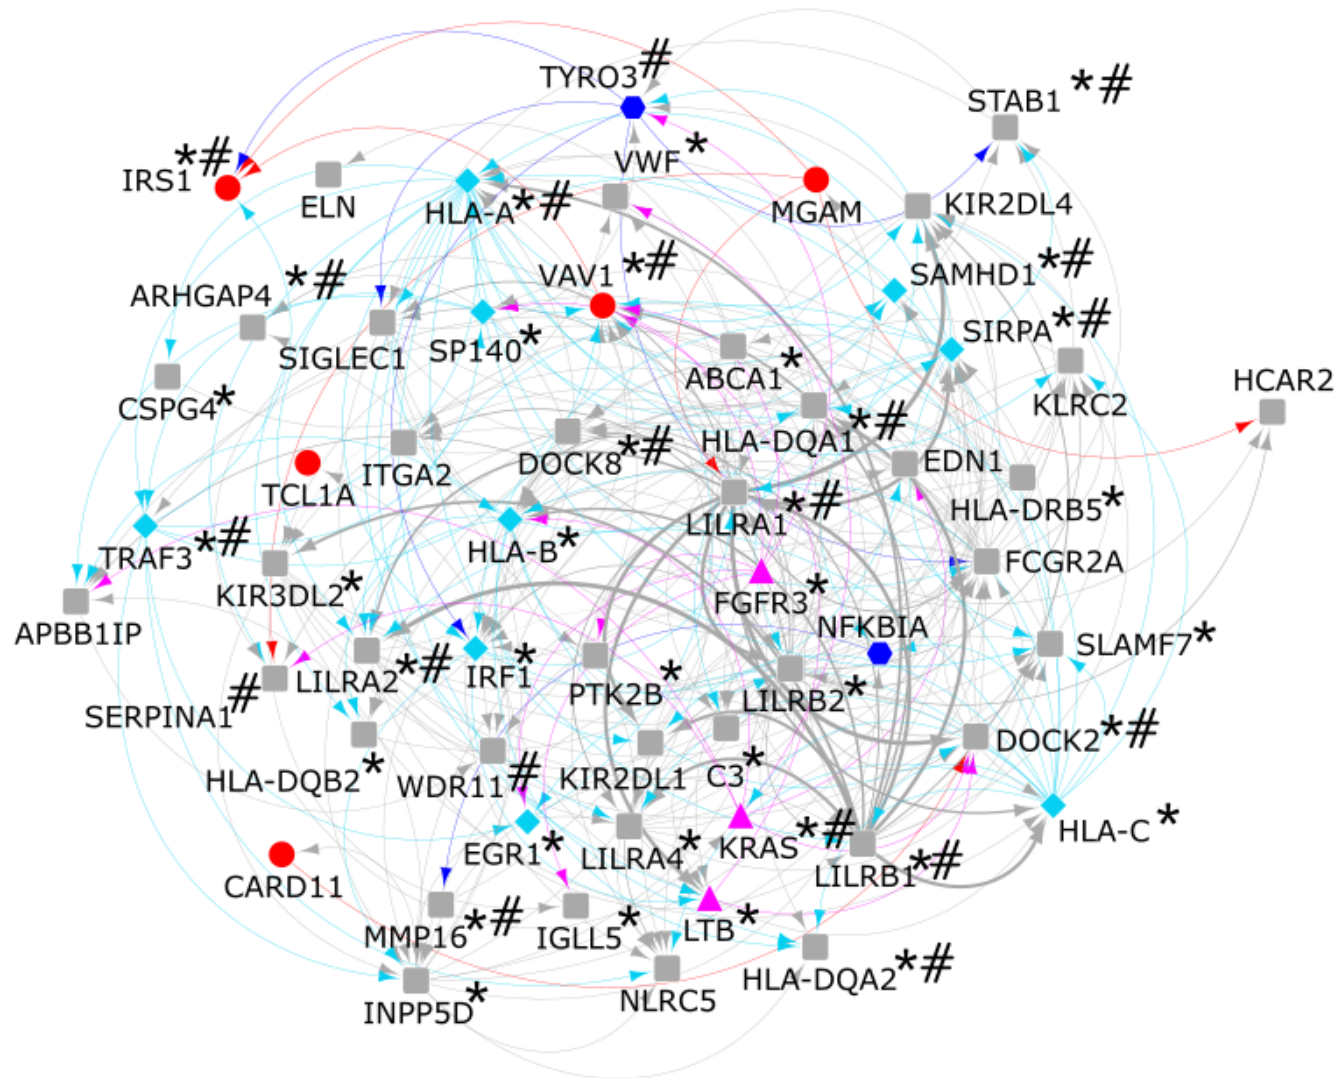 TYRO3#
STAB1 *#
IRS1*#
ELN
HLA-A*#
VWF*
MGAM
KIR2DL4
SAMHD1*#
ARHGAP4*#
SIGLEC1
SP140*
VAV1*#
ABCA1*
SIRPA*#
KLRC2
HCAR2
CSPG4*
TCL1A
ITGA2
DOCK8*#
HLA-DQA1*#
EDN1
HLA-DRB5*
LILRA1*#
TRAF3*#
HLA-B*
KIR3DL2*
FGFR3*
FCGR2A
APBB1IP
NFKBIA
SLAMF7*
SERPINA1#
LILRA2*#
IRF1*
PTK2B*
LILRB2*
DOCK2*#
HLA-DQB2*
WDR11#
KIR2DL1
C3*
HLA-C*
CARD11
EGR1*
LILRA4*
KRAS*#
LILRB1*#
MMP16*#
IGLL5*
LTB*
HLA-DQA2*#
INPP5D*
NLRC5